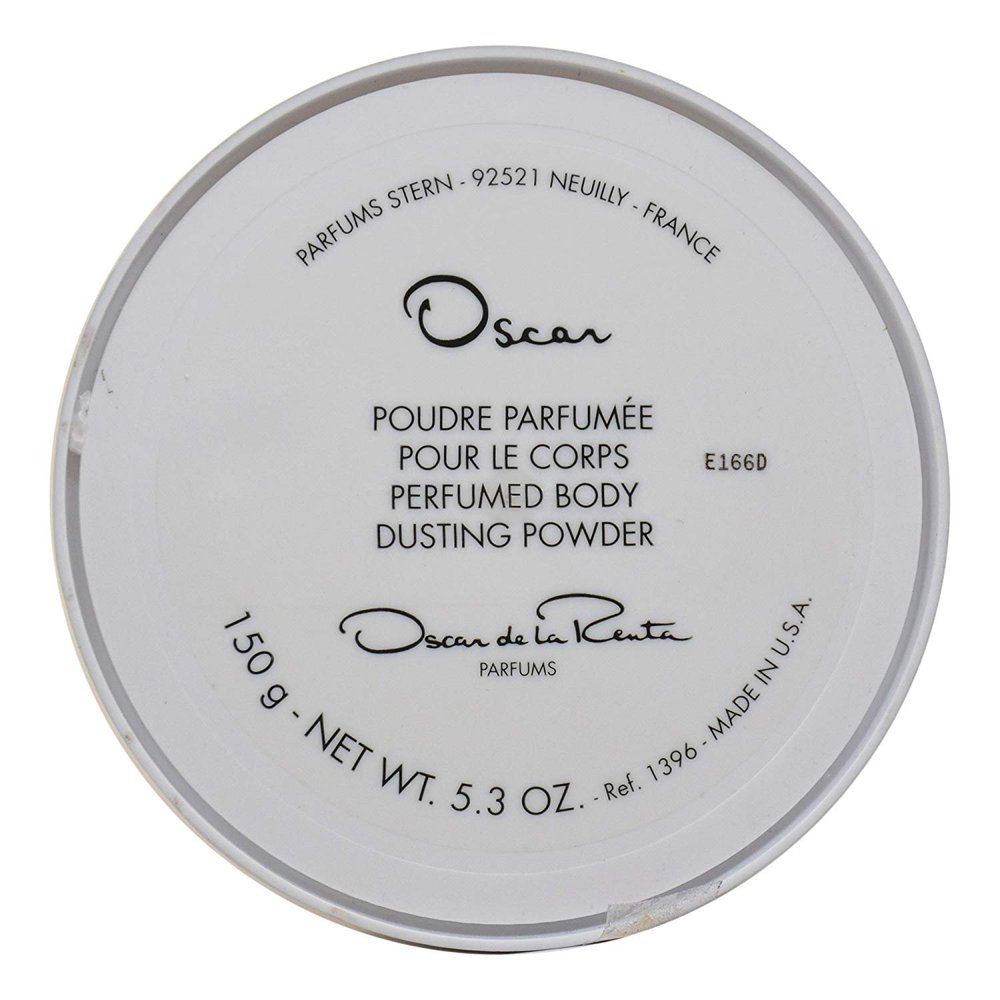 PARFUMS STERN - 92521 NEUILLY - FRANCE
Oscar
POUDRE PARFUMÉE
POUR LE CORPS
PERFUMED BODY
DUSTING POWDER
E166D
Oscar de la Renta
PARFUMS
150 g - NET WT. 5.3 OZ. - Ref. 1396 - MADE IN U.S.A.